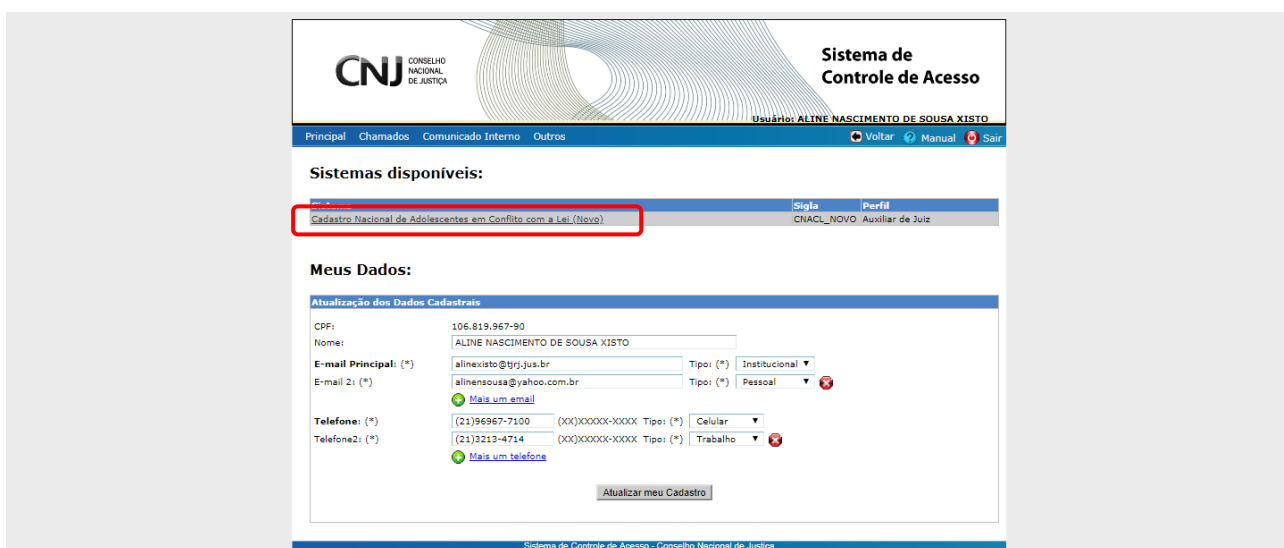 CNJ CONSELHO NACIONAL DE JUSTIÇA
Sistema de
Controle de Acesso
Usuário: ALINE NASCIMENTO DE SOUSA XISTO
Principal Chamados Comunicado Interno Outros Voltar Manual Sair
Sistemas disponíveis:
Sigla Perfil
Cadastro Nacional de Adolescentes em Conflito com a Lei (Novo) CNACL_NOVO Auxiliar de Juiz
Meus Dados:
Atualização dos Dados Cadastrais
CPF: 106.819.967-90
Nome: ALINE NASCIMENTO DE SOUSA XISTO
E-mail Principal: (*) alinexisto@tjrj.jus.br Tipo: (*) Institucional
E-mail 2: (*) alinensousa@yahoo.com.br Tipo: (*) Pessoal
Mais um email
Telefone: (*) (21)96967-7100 (XX)XXXXX-XXXX Tipo: (*) Celular
Telefone2: (*) (21)3213-4714 (XX)XXXXX-XXXX Tipo: (*) Trabalho
Mais um telefone
Atualizar meu Cadastro
Sistema de Controle de Acesso - Conselho Nacional de Justiça